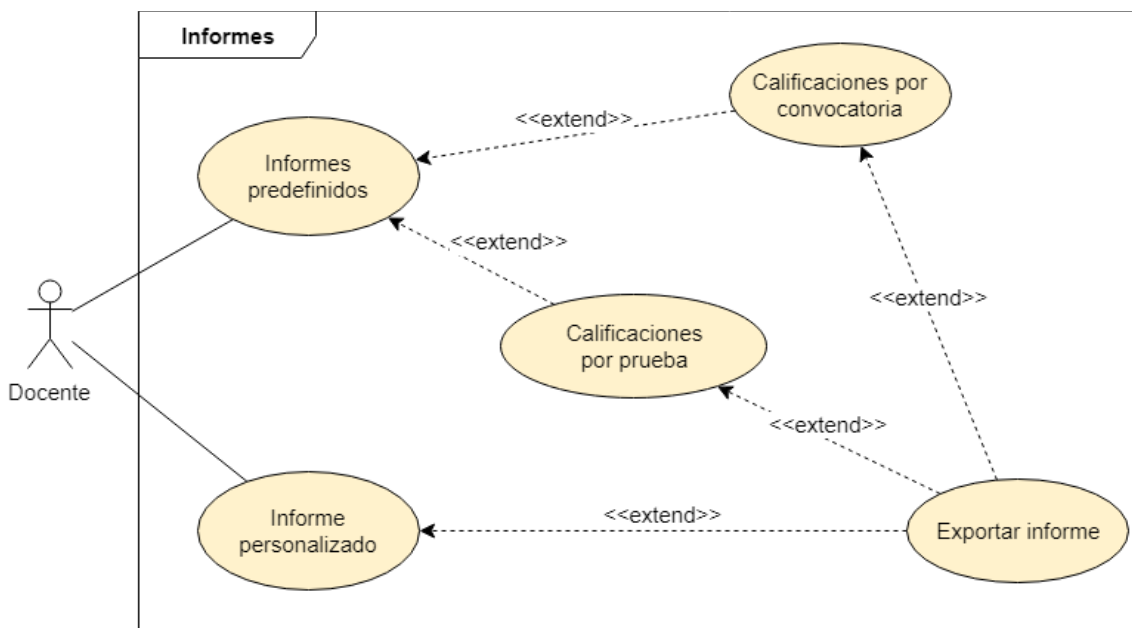 Informes
Calificaciones por
convocatoria
<<extend>>
Informes
predefinidos
<<extend>>
<<extend>>
Calificaciones
por prueba
Docente
<<extend>>
<<extend>>
Informe
personalizado
Exportar informe